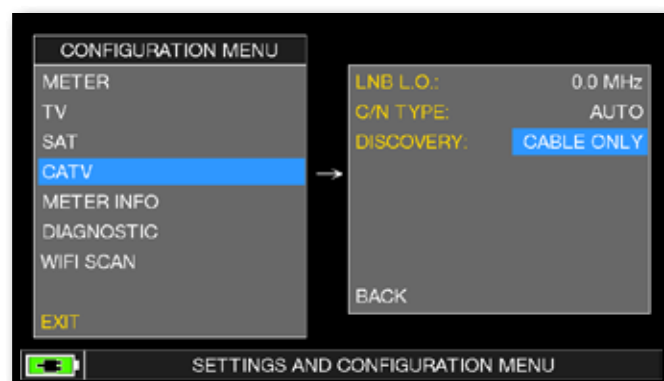 CONFIGURATION MENU
METER
TV
SAT
CATV
METER INFO
DIAGNOSTIC
WIFI SCAN
EXIT
LNB L.O.: 0.0 MHz
C/N TYPE: AUTO
DISCOVERY: CABLE ONLY
BACK
SETTINGS AND CONFIGURATION MENU